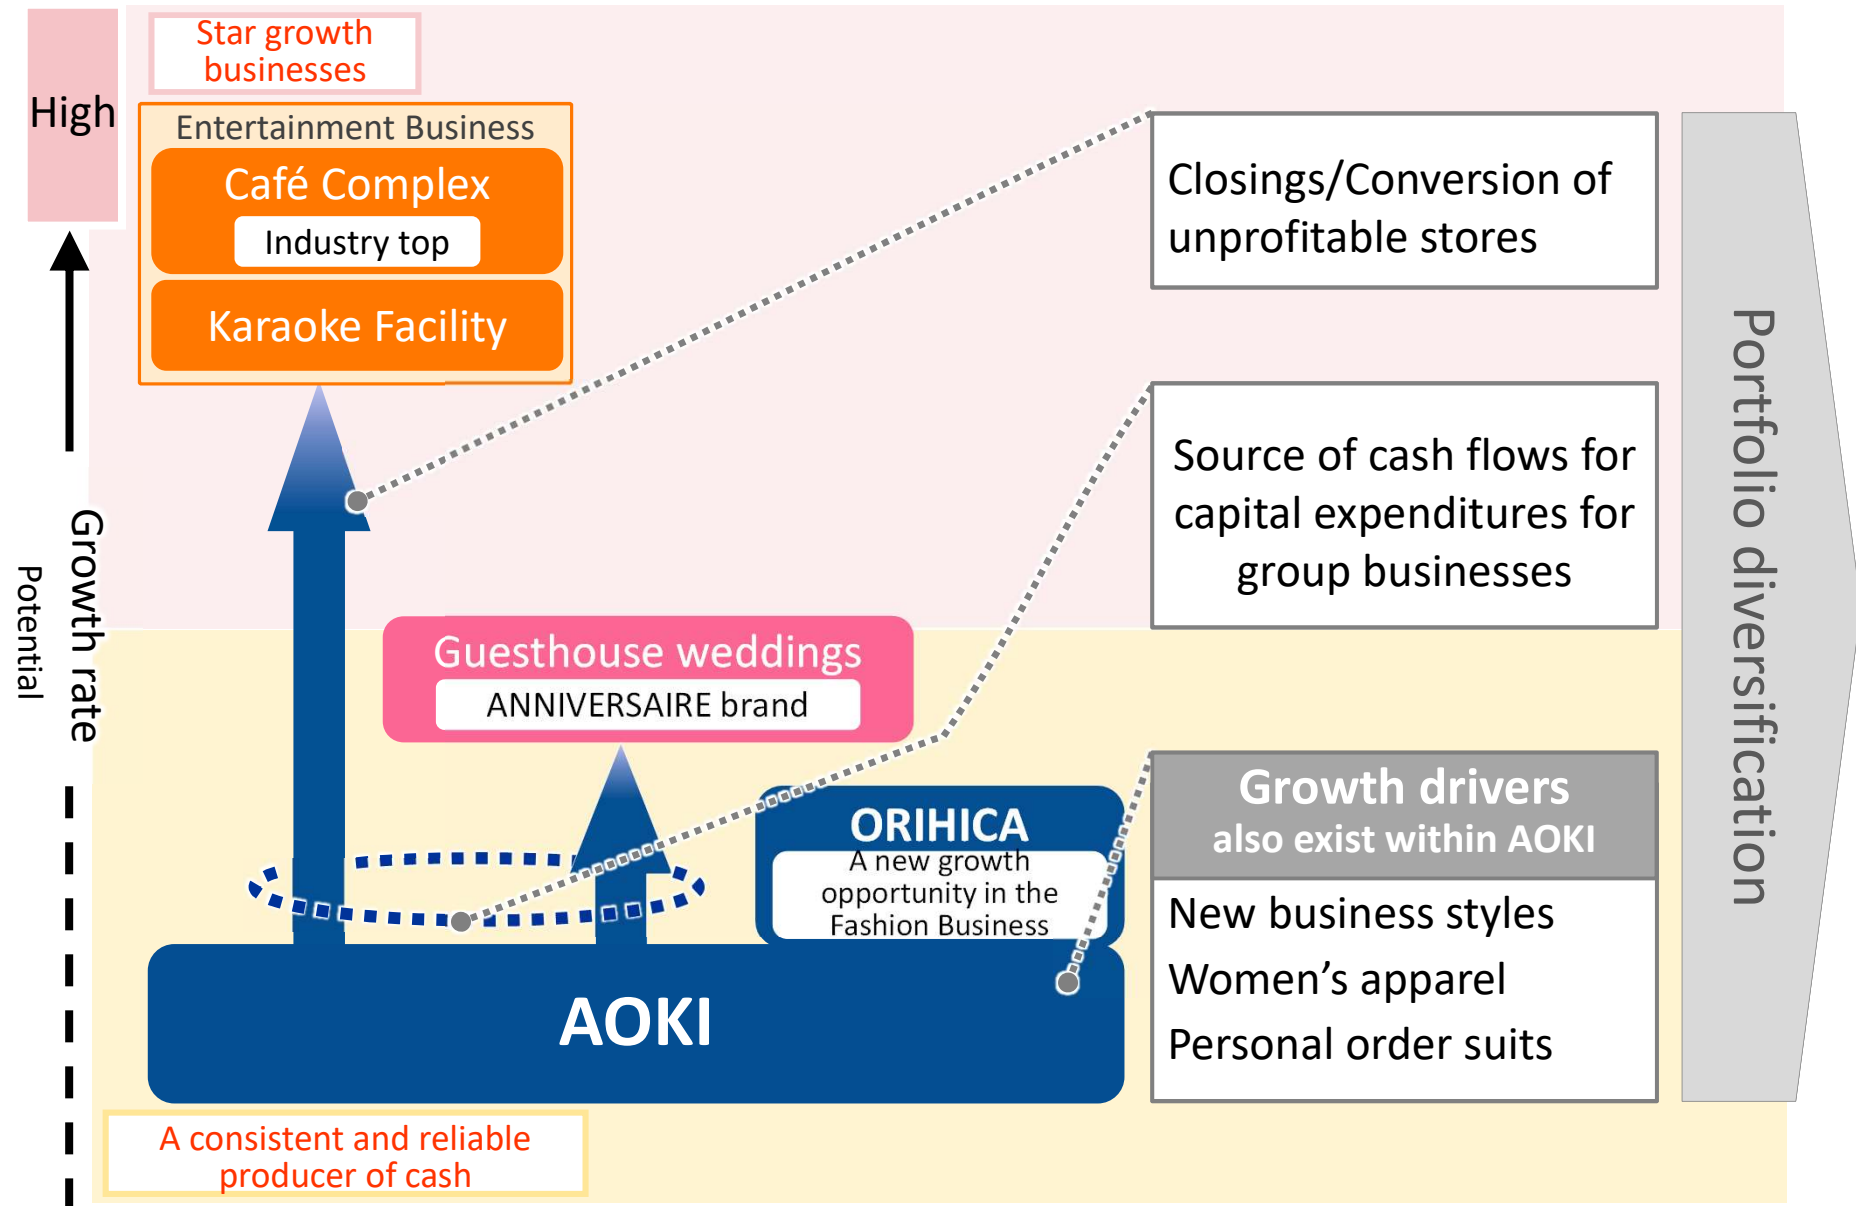 Star growth
businesses
High
Entertainment Business
Café Complex
Industry top
Karaoke Facility
Growth rate
Potential
Guesthouse weddings
ANNIVERSAIRE brand
ORIHICA
A new growth
opportunity in the
Fashion Business
AOKI
A consistent and reliable
producer of cash
Closings/Conversion of
unprofitable stores
Source of cash flows for
capital expenditures for
group businesses
Growth drivers
also exist within AOKI
New business styles
Women’s apparel
Personal order suits
Portfolio diversification